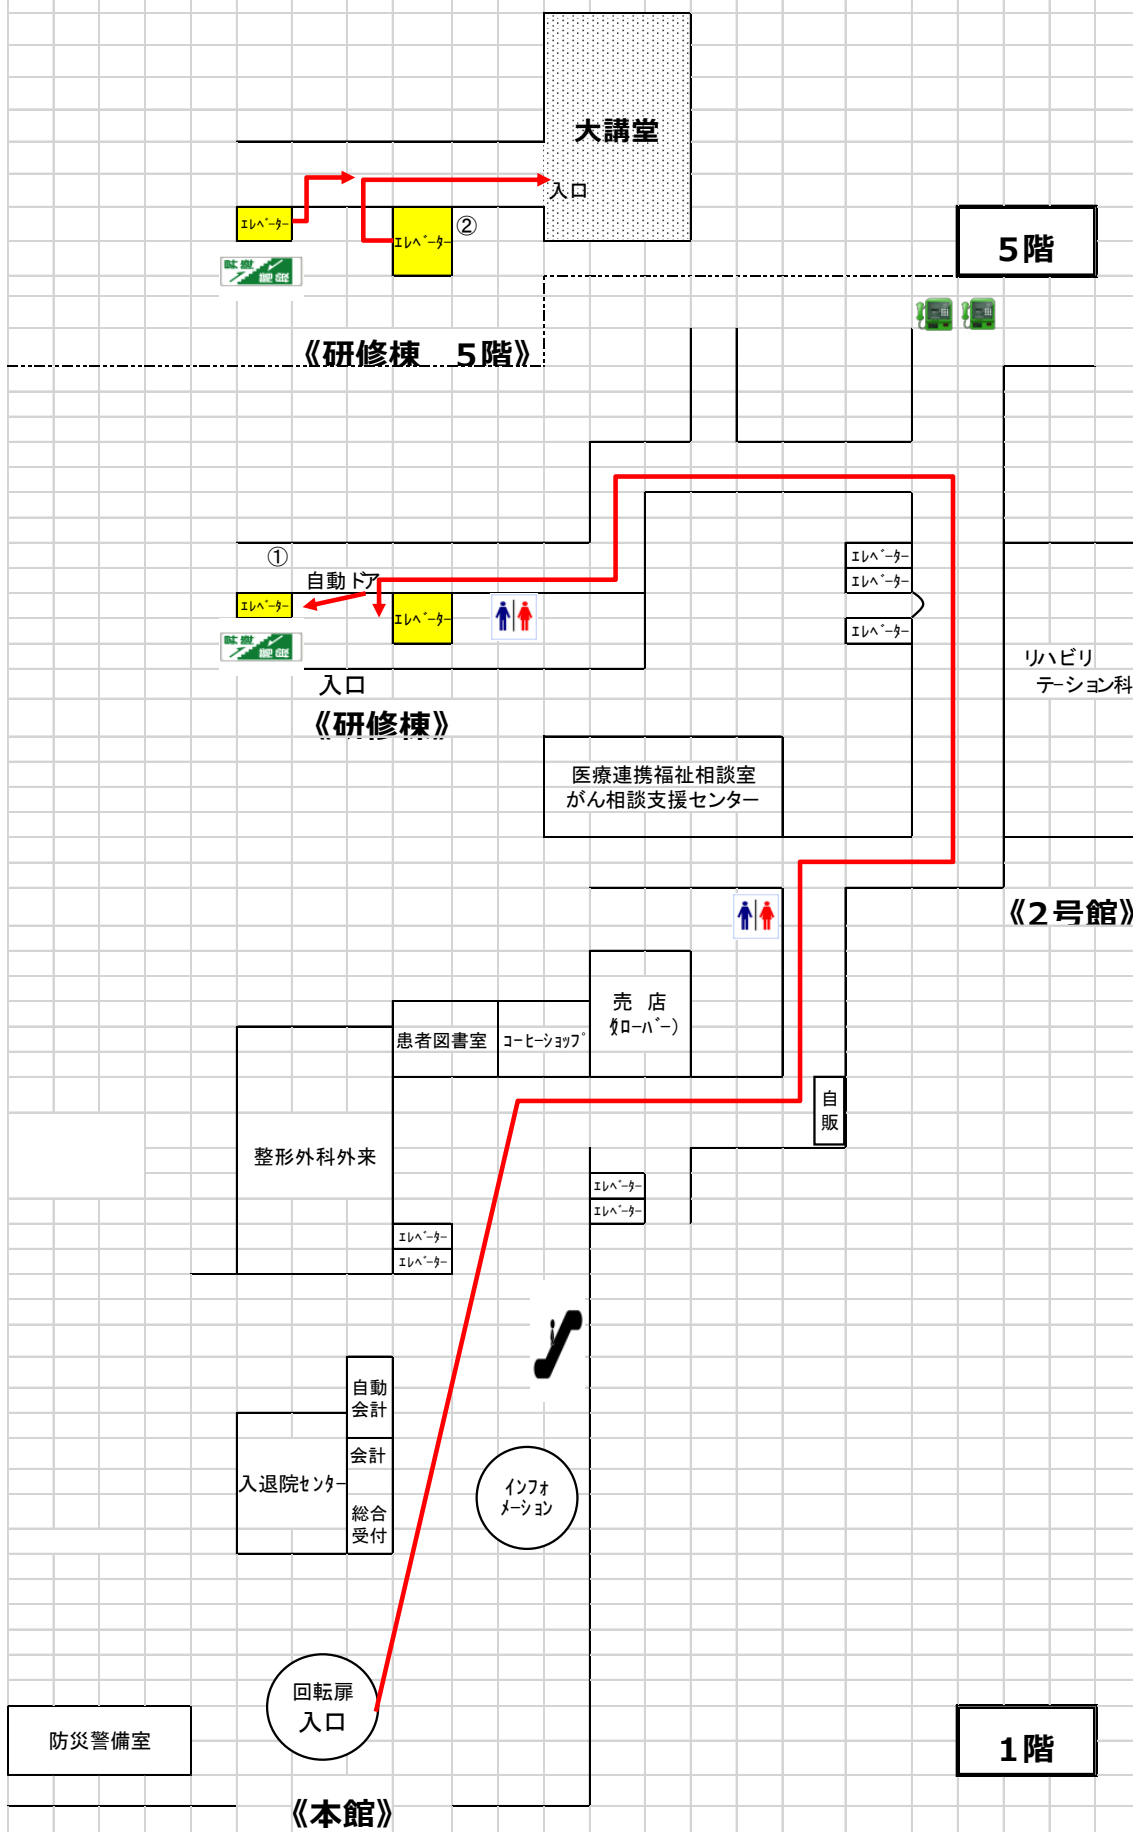 大講堂
入口
エレベーター
エレベーター
②
5階
《研修棟　5階》
①
自動ドア
エレベーター
エレベーター
エレベーター
エレベーター
エレベーター
入口
《研修棟》
リハビリ
テーション科
医療連携福祉相談室
がん相談支援センター
《2号館》
売　店
患者図書室
コーヒーショップ
自
販
整形外科外来
エレベーター
エレベーター
エレベーター
エレベーター
自動
会計
会計
入退院センター
総合
受付
インフォ
メーション
回転扉
入口
防災警備室
1階
《本館》